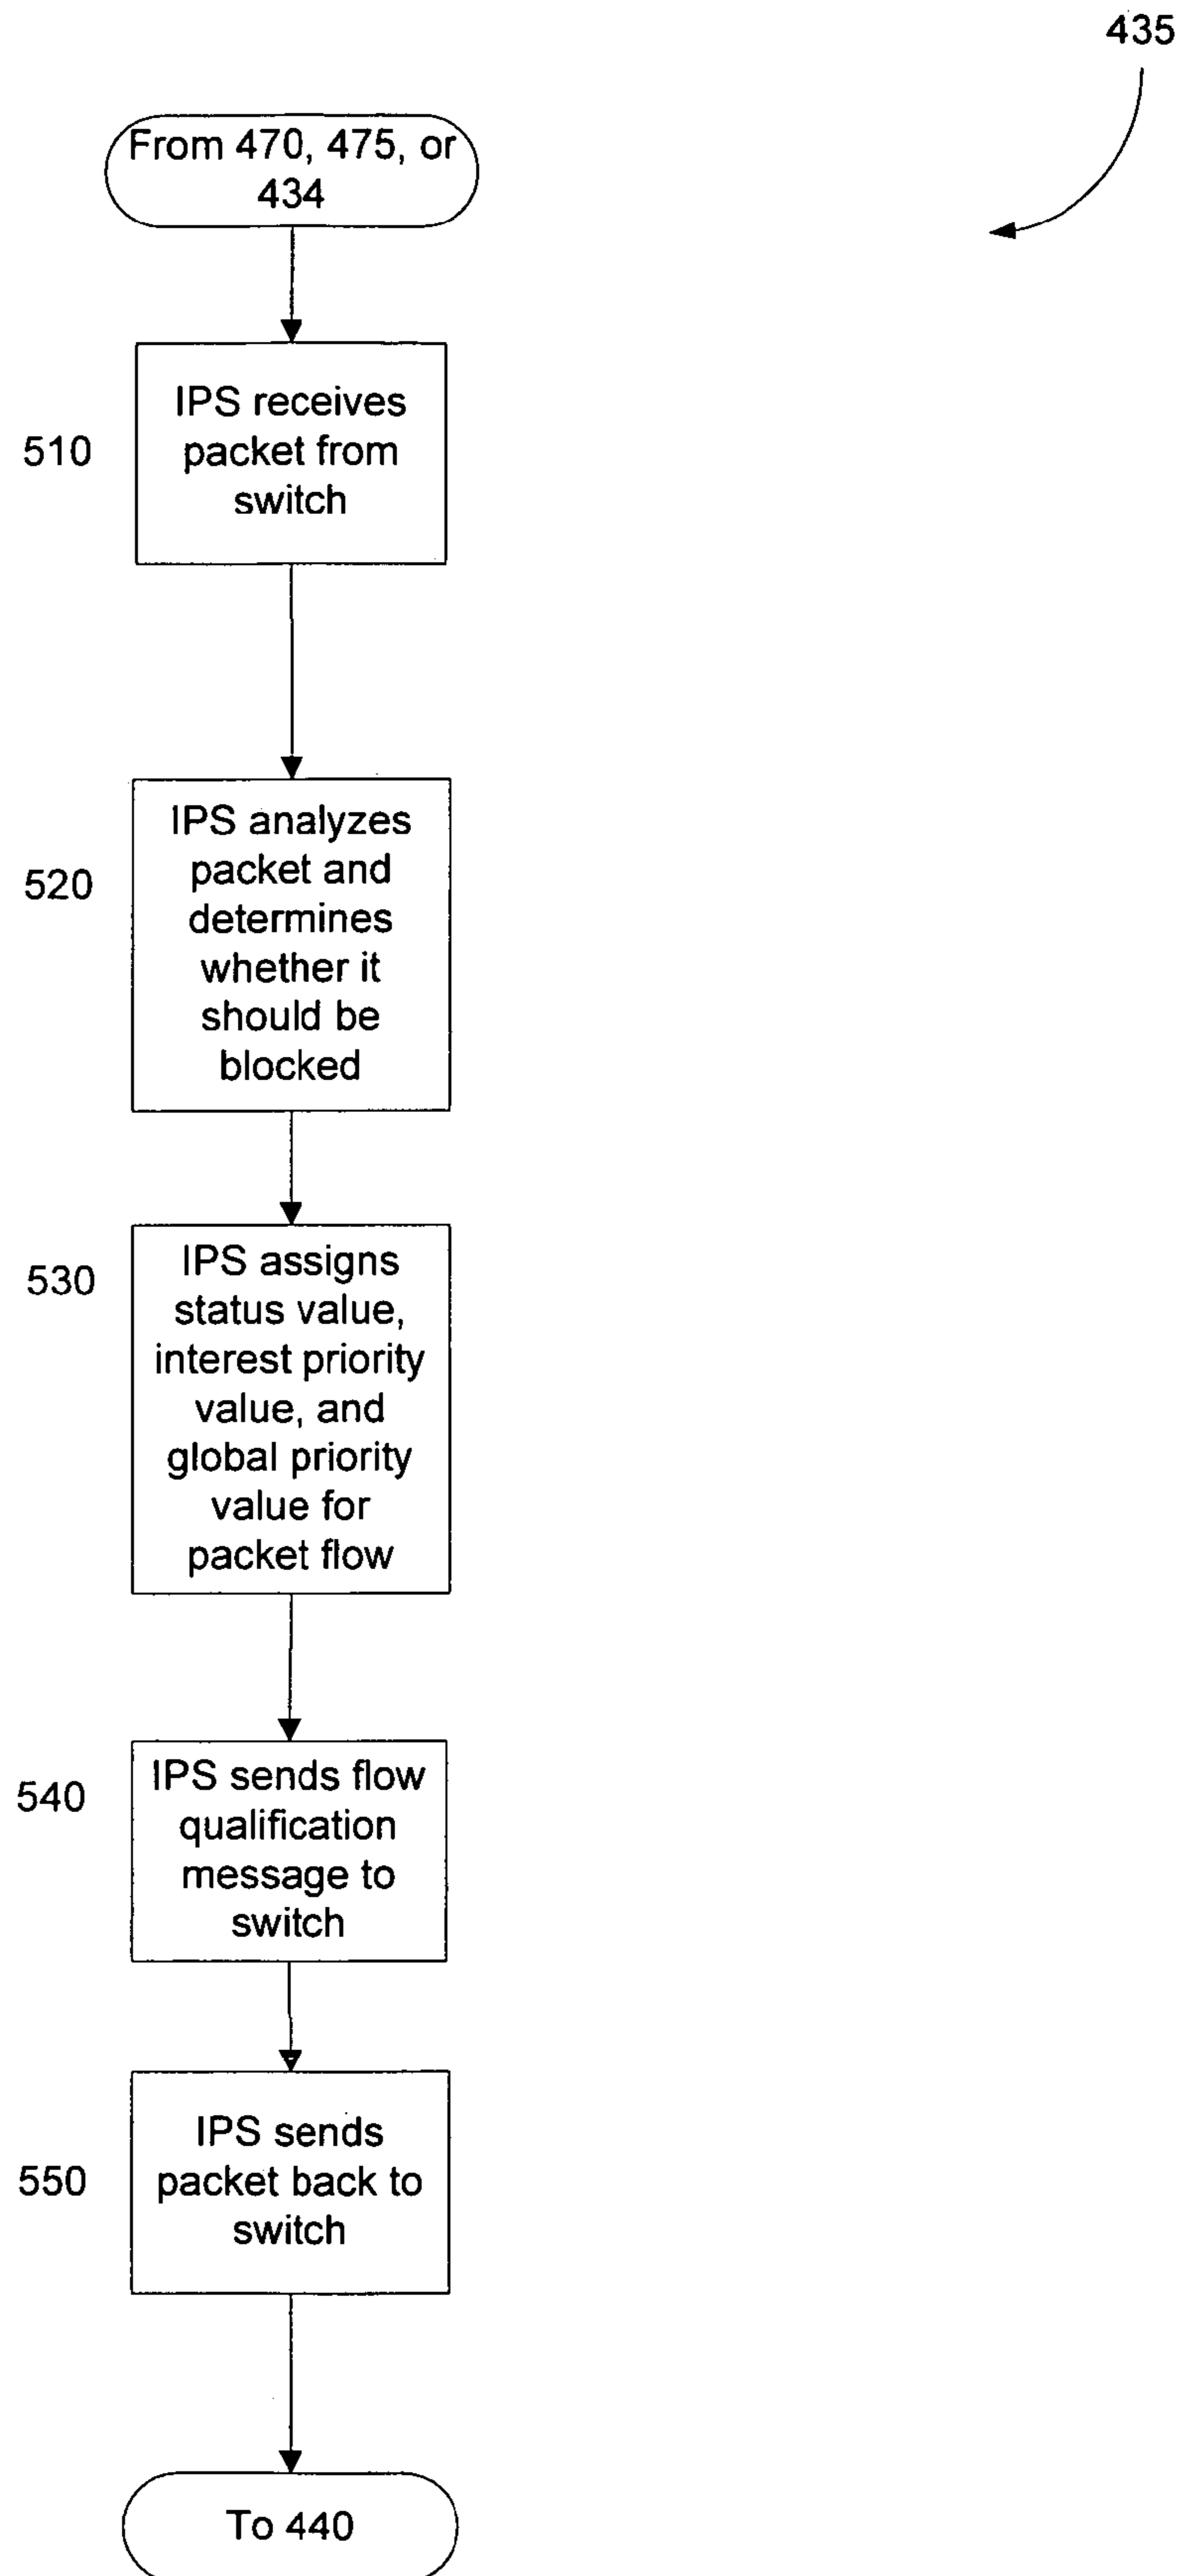 435
From 470, 475, or
434
510
IPS receives
packet from
switch
520
IPS analyzes
packet and
determines
whether it
should be
blocked
530
IPS assigns
status value,
interest priority
value, and
global priority
value for
packet flow
540
IPS sends flow
qualification
message to
switch
550
IPS sends
packet back to
switch
To 440